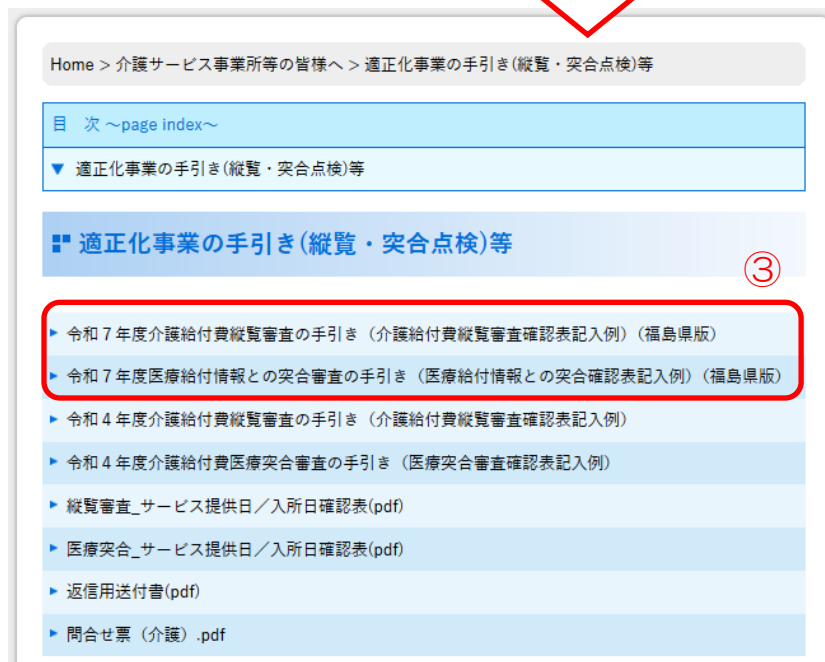 Home > 介護サービス事業所等の皆様へ > 適正化事業の手引き(縦覧・突合点検)等
目　次 ～page index～
▼ 適正化事業の手引き(縦覧・突合点検)等
適正化事業の手引き(縦覧・突合点検)等
③
令和７年度介護給付費縦覧審査の手引き（介護給付費縦覧審査確認表記入例）（福島県版）
令和７年度医療給付情報との突合審査の手引き（医療給付情報との突合確認表記入例）（福島県版）
令和４年度介護給付費縦覧審査の手引き（介護給付費縦覧審査確認表記入例）
令和４年度介護給付費医療突合審査の手引き（医療突合審査確認表記入例）
縦覧審査_サービス提供日／入所日確認表(pdf)
医療突合_サービス提供日／入所日確認表(pdf)
返信用送付書(pdf)
問合せ票（介護）.pdf